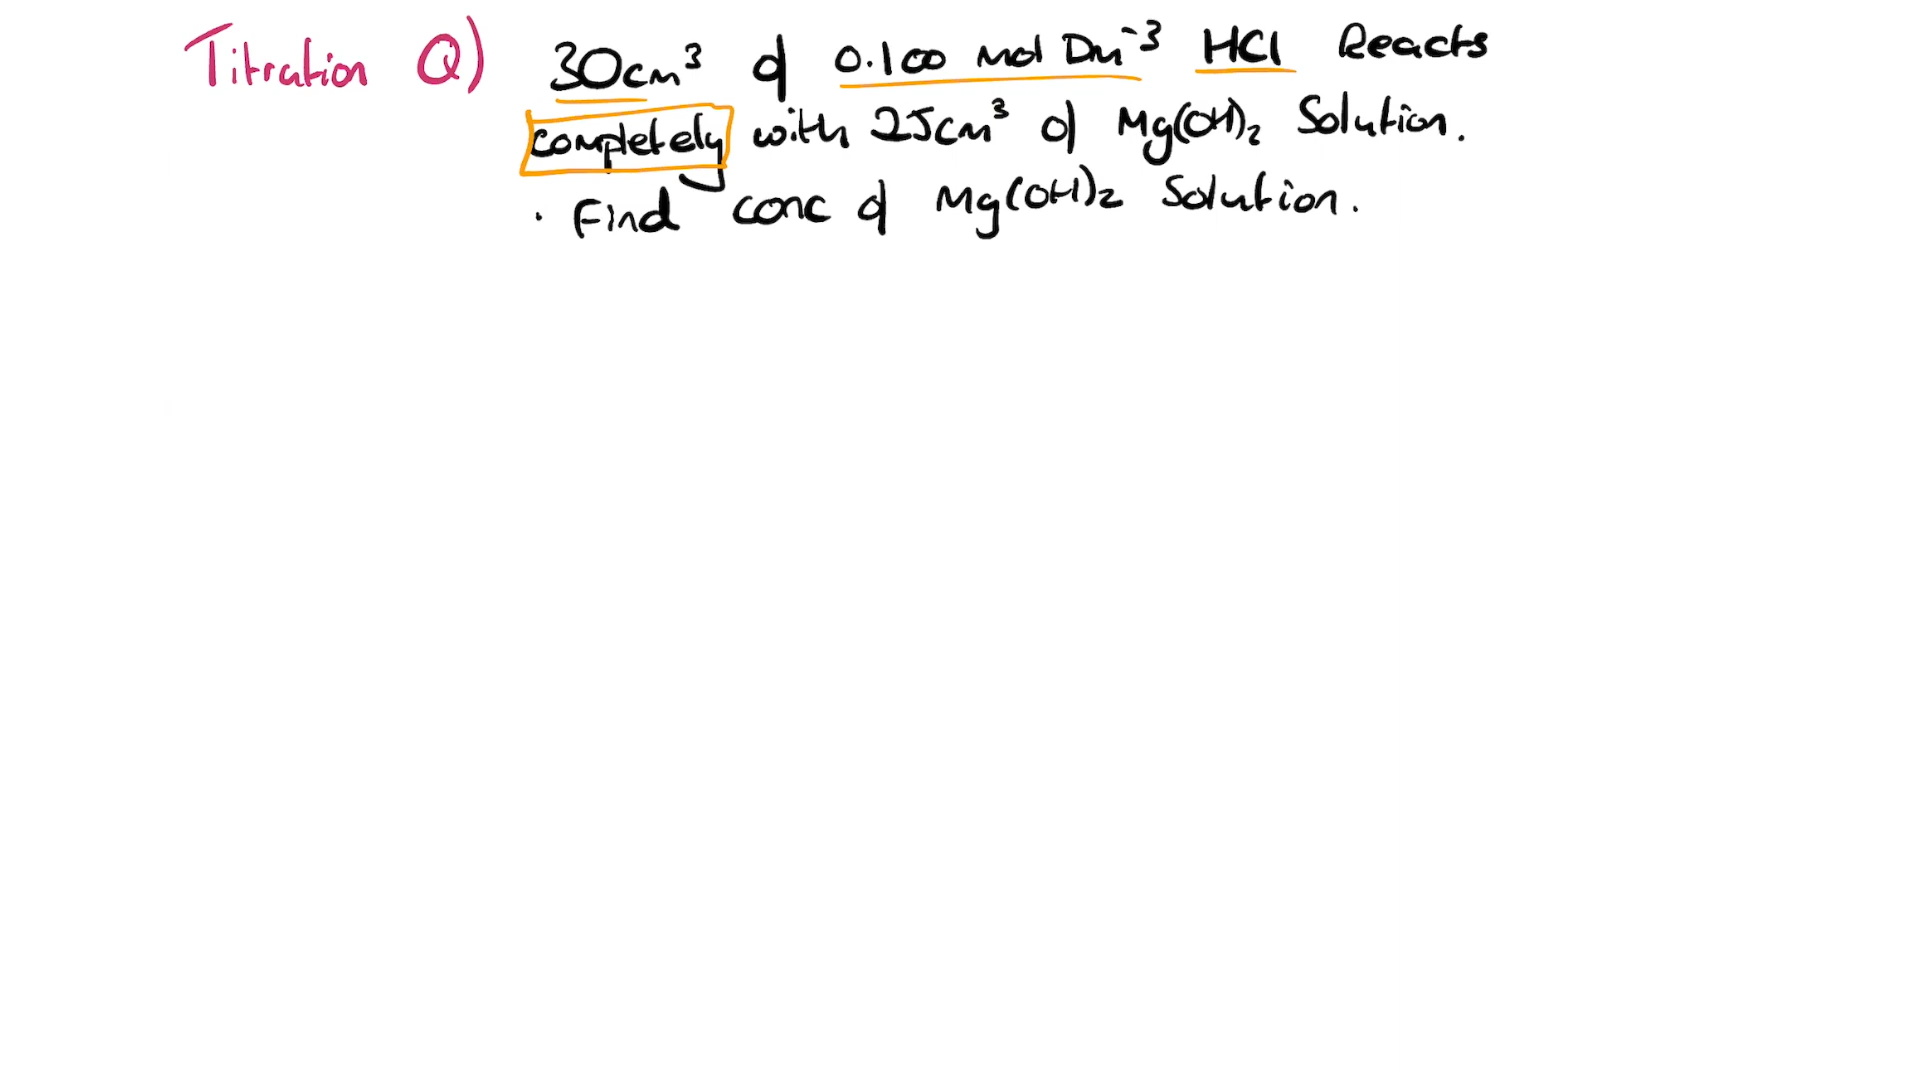 Titration Q) 30cm³ of 0.100 mol Dm⁻³ HCl Reacts
completely with 25cm³ of Mg(OH)₂ Solution.
· Find conc of Mg(OH)₂ Solution.